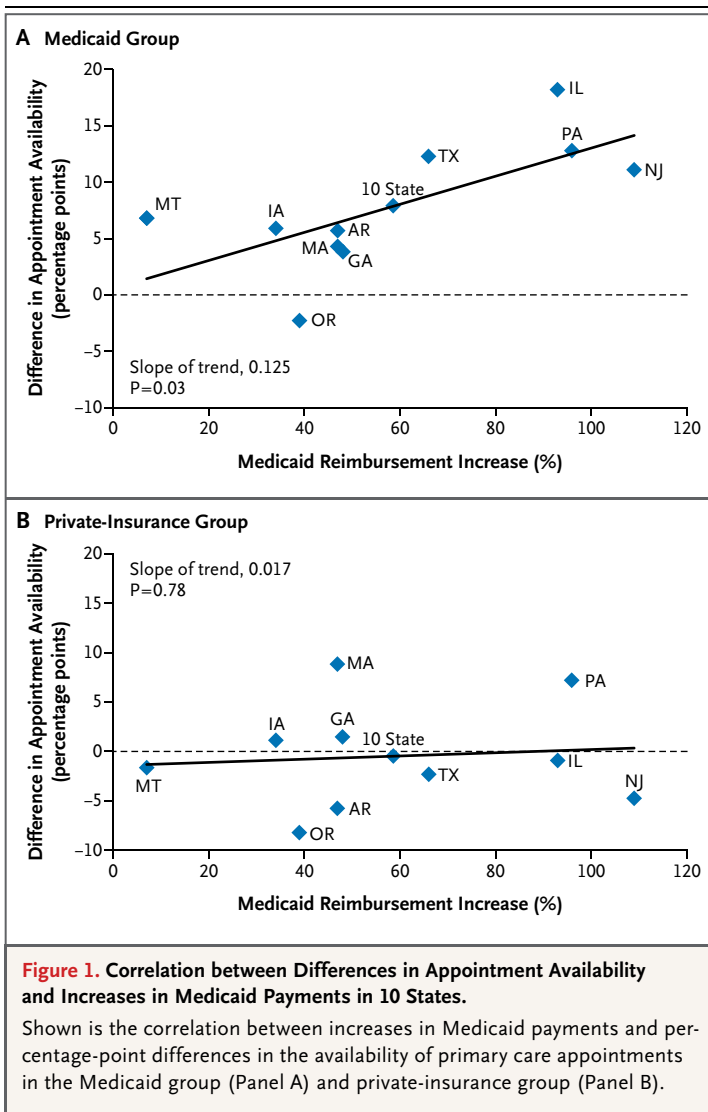 A Medicaid Group
Difference in Appointment Availability
(percentage points)
20
15
10
5
0
−5
−10
IL
PA
TX
NJ
10 State
MT
IA
AR
MA
GA
OR
Slope of trend, 0.125
P=0.03
0 20 40 60 80 100 120
Medicaid Reimbursement Increase (%)
B Private-Insurance Group
Difference in Appointment Availability
(percentage points)
20
15
10
5
0
−5
−10
Slope of trend, 0.017
P=0.78
MA
PA
IA
GA
10 State
MT
TX
IL
NJ
AR
OR
0 20 40 60 80 100 120
Medicaid Reimbursement Increase (%)
Figure 1. Correlation between Differences in Appointment Availability
and Increases in Medicaid Payments in 10 States.
Shown is the correlation between increases in Medicaid payments and per-
centage-point differences in the availability of primary care appointments
in the Medicaid group (Panel A) and private-insurance group (Panel B).